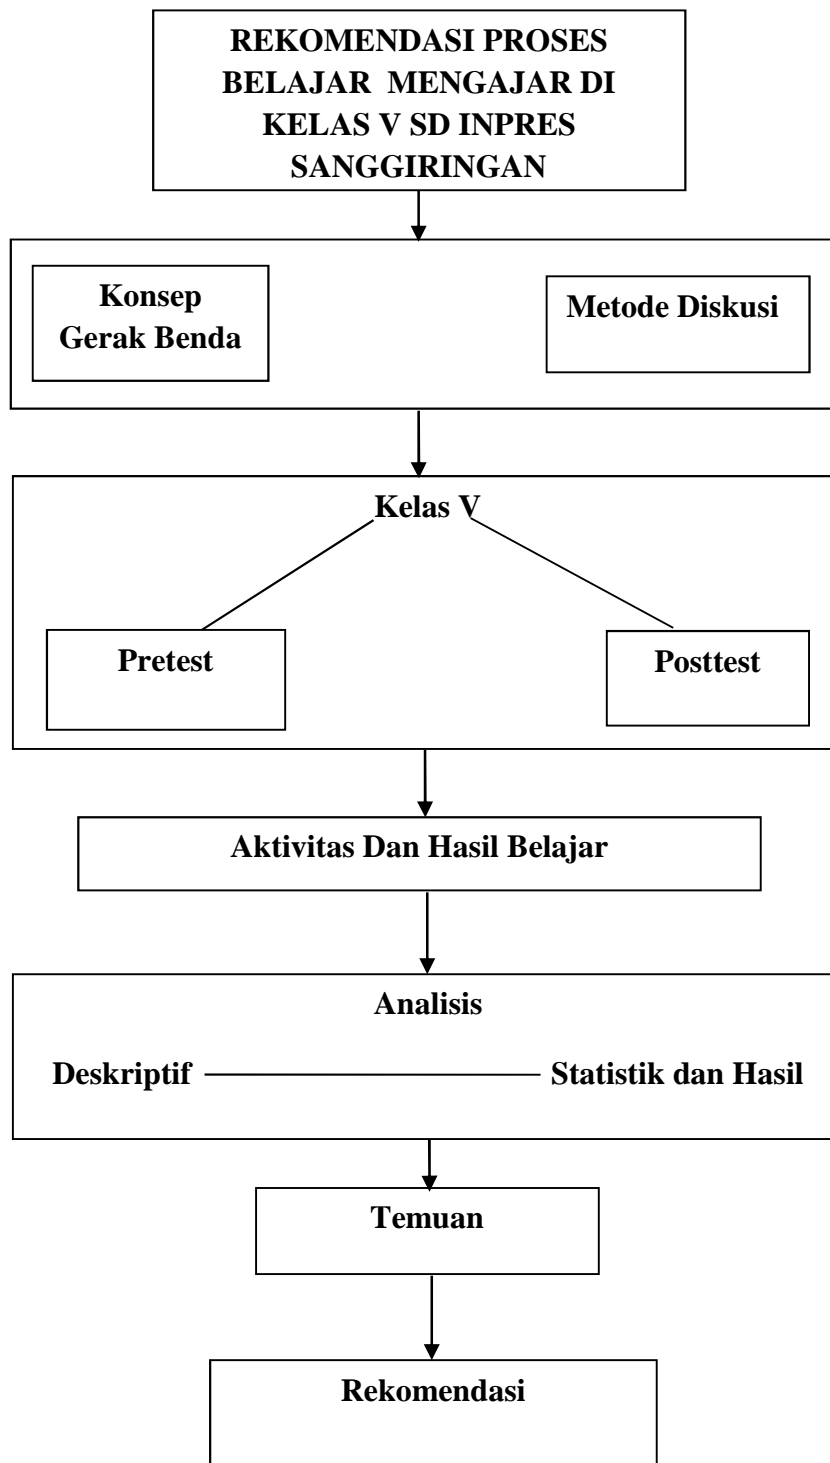 REKOMENDASI PROSES
BELAJAR MENGAJAR DI
KELAS V SD INPRES
SANGGIRINGAN
Konsep
Gerak Benda
Metode Diskusi
Kelas V
Pretest
Posttest
Aktivitas Dan Hasil Belajar
Analisis
Deskriptif
Statistik dan Hasil
Temuan
Rekomendasi